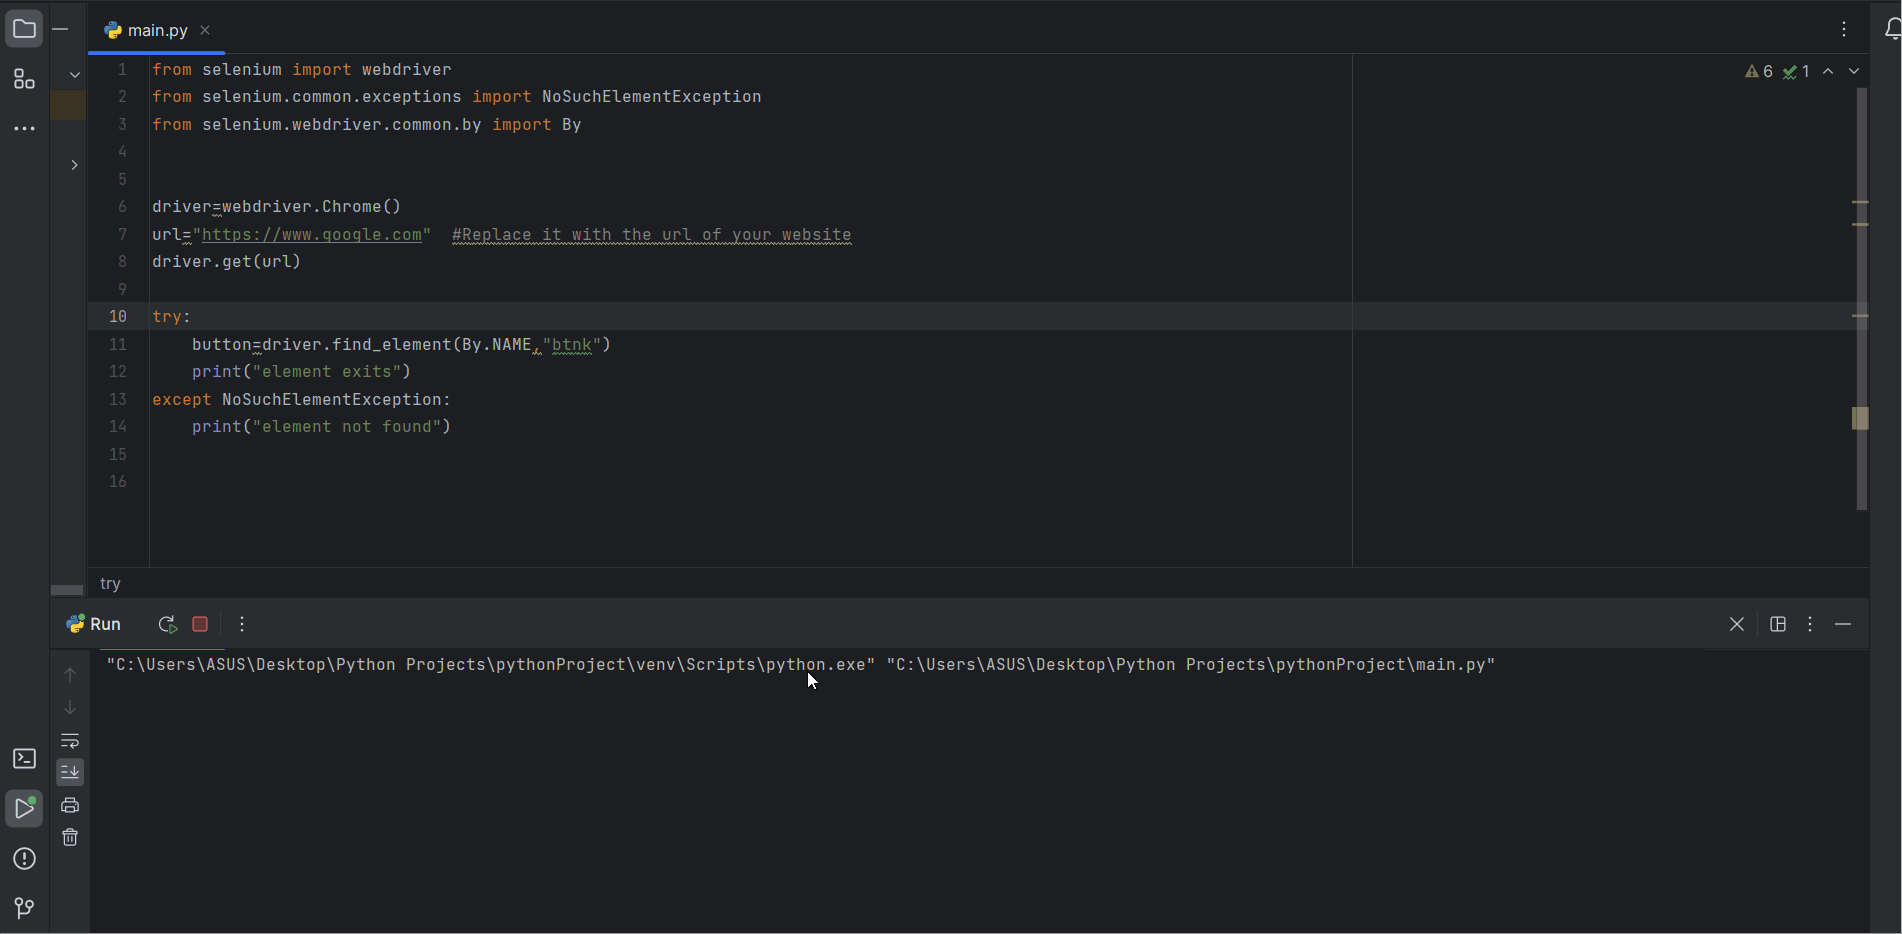 main.py
6 1
1 from selenium import webdriver
2 from selenium.common.exceptions import NoSuchElementException
3 from selenium.webdriver.common.by import By
4
5
6 driver=webdriver.Chrome()
7 url="https://www.google.com"  #Replace it with the url of your website
8 driver.get(url)
9
10 try:
11     button=driver.find_element(By.NAME,"btnk")
12     print("element exits")
13 except NoSuchElementException:
14     print("element not found")
15
16
try
Run
"C:\Users\ASUS\Desktop\Python Projects\pythonProject\venv\Scripts\python.exe" "C:\Users\ASUS\Desktop\Python Projects\pythonProject\main.py"